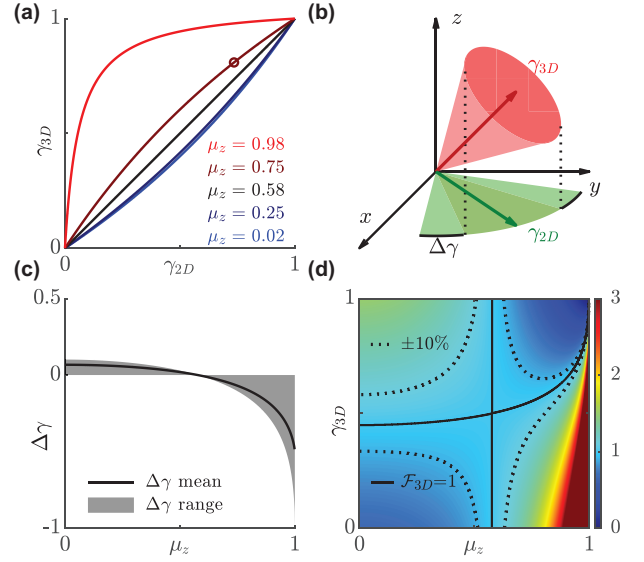 (a)
1
γ3D
0
0
γ2D
1
μz = 0.98
μz = 0.75
μz = 0.58
μz = 0.25
μz = 0.02
(b)
z
γ3D
y
x
Δγ
γ2D
(c)
0.5
0
Δγ
-1
Δγ mean
Δγ range
0
μz
1
(d)
1
γ3D
0
±10%
F3D=1
0
μz
1
3
2
1
0